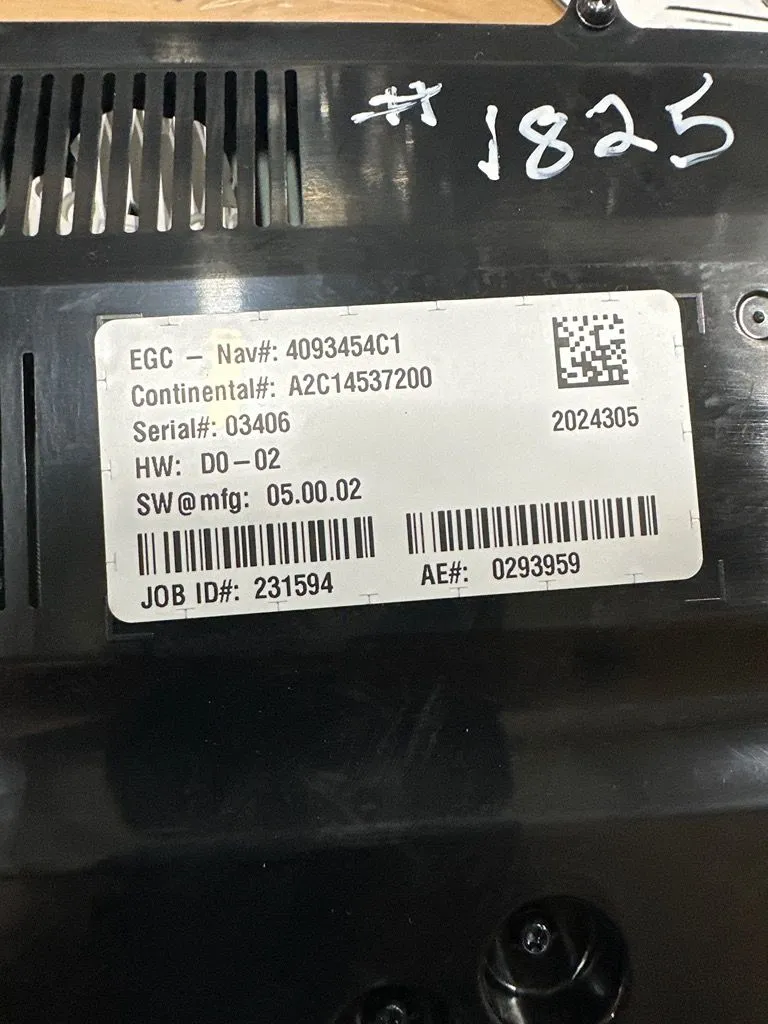 # 1825
EGC – Nav#: 4093454C1
Continental#: A2C14537200
Serial#: 03406
2024305
HW: D0–02
SW@mfg: 05.00.02
JOB ID#: 231594
AE#: 0293959